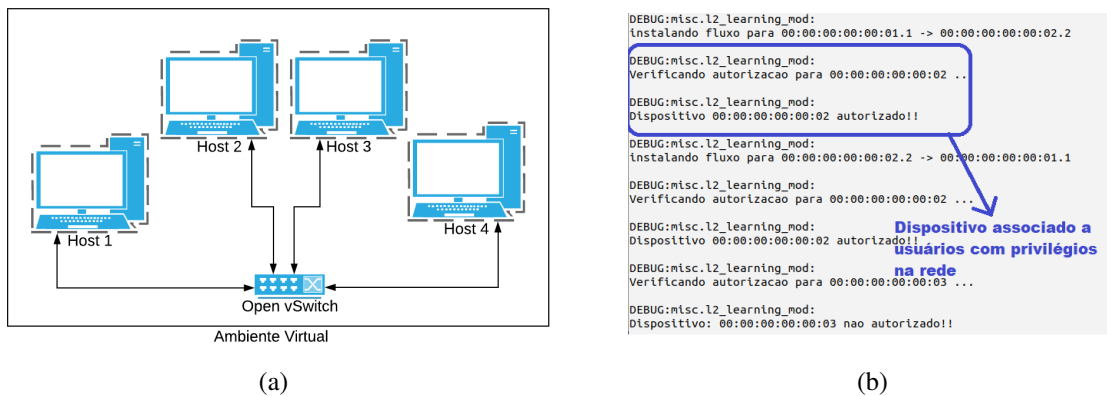 Host 2
Host 3
Host 1
Host 4
Open vSwitch
Ambiente Virtual
(a)
DEBUG:misc.l2_learning_mod:
instalando fluxo para 00:00:00:00:00:01.1 -> 00:00:00:00:00:02.2
DEBUG:misc.l2_learning_mod:
Verificando autorizacao para 00:00:00:00:00:02 ...
DEBUG:misc.l2_learning_mod:
Dispositivo 00:00:00:00:00:02 autorizado!!
DEBUG:misc.l2_learning_mod:
instalando fluxo para 00:00:00:00:00:02.2 -> 00:00:00:00:00:01.1
DEBUG:misc.l2_learning_mod:
Verificando autorizacao para 00:00:00:00:00:02 ...
DEBUG:misc.l2_learning_mod:
Dispositivo 00:00:00:00:00:02 autorizado!!
DEBUG:misc.l2_learning_mod:
Verificando autorizacao para 00:00:00:00:00:03 ...
DEBUG:misc.l2_learning_mod:
Dispositivo: 00:00:00:00:00:03 nao autorizado!!
Dispositivo associado a
usuários com privilégios
na rede
(b)